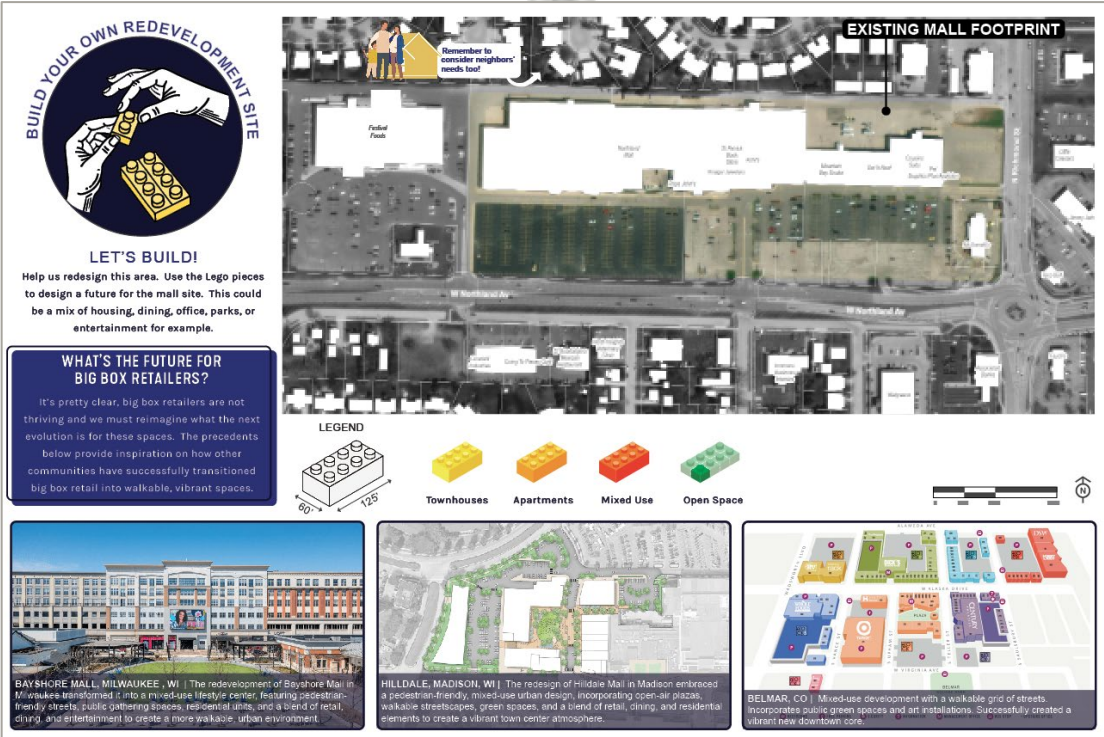 BUILD YOUR OWN REDEVELOPMENT SITE
LET'S BUILD!
Help us redesign this area. Use the Lego pieces
to design a future for the mall site. This could
be a mix of housing, dining, office, parks, or
entertainment for example.
WHAT'S THE FUTURE FOR
BIG BOX RETAILERS?
It's pretty clear, big box retailers are not
thriving and we must reimagine what the next
evolution is for these spaces. The precedents
below provide inspiration on how other
communities have successfully transitioned
big box retail into walkable, vibrant spaces.
Remember to
consider neighbors'
needs too!
EXISTING MALL FOOTPRINT
Festival
Foods
Northland
Mall
W Northland Av
W Northland Av
LEGEND
60'
125'
Townhouses
Apartments
Mixed Use
Open Space
N
BAYSHORE MALL, MILWAUKEE , WI | The redevelopment of Bayshore Mall in
Milwaukee transformed it into a mixed-use lifestyle center, featuring pedestrian-
friendly streets, public gathering spaces, residential units, and a blend of retail,
dining, and entertainment to create a more walkable, urban environment.
HILLDALE, MADISON, WI | The redesign of Hilldale Mall in Madison embraced
a pedestrian-friendly, mixed-use urban design, incorporating open-air plazas,
walkable streetscapes, green spaces, and a blend of retail, dining, and residential
elements to create a vibrant town center atmosphere.
ALAMEDA AVE
W VIRGINIA AVE
PLAZA
CENTURY
BELMAR
BELMAR, CO | Mixed-use development with a walkable grid of streets.
Incorporates public green spaces and art installations. Successfully created a
vibrant new downtown core.